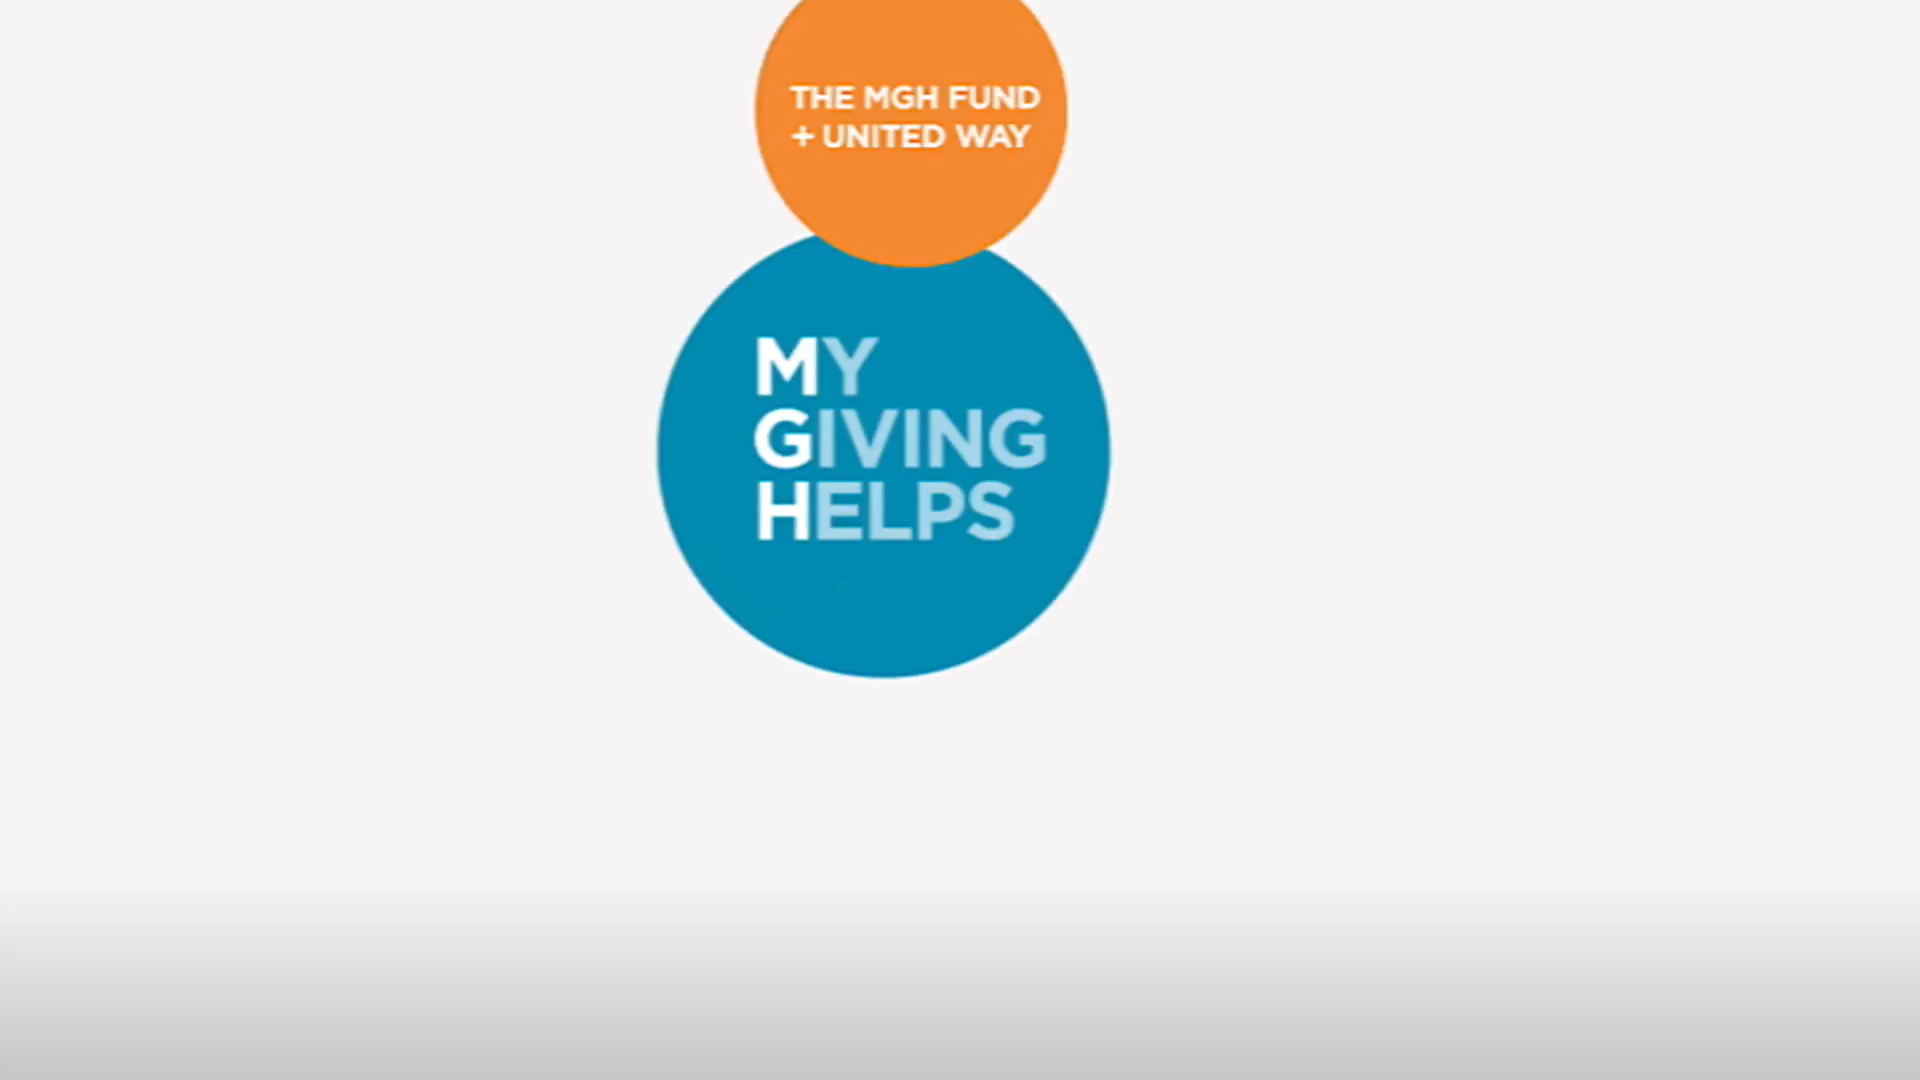 THE MGH FUND
+ UNITED WAY
MY
GIVING
HELPS